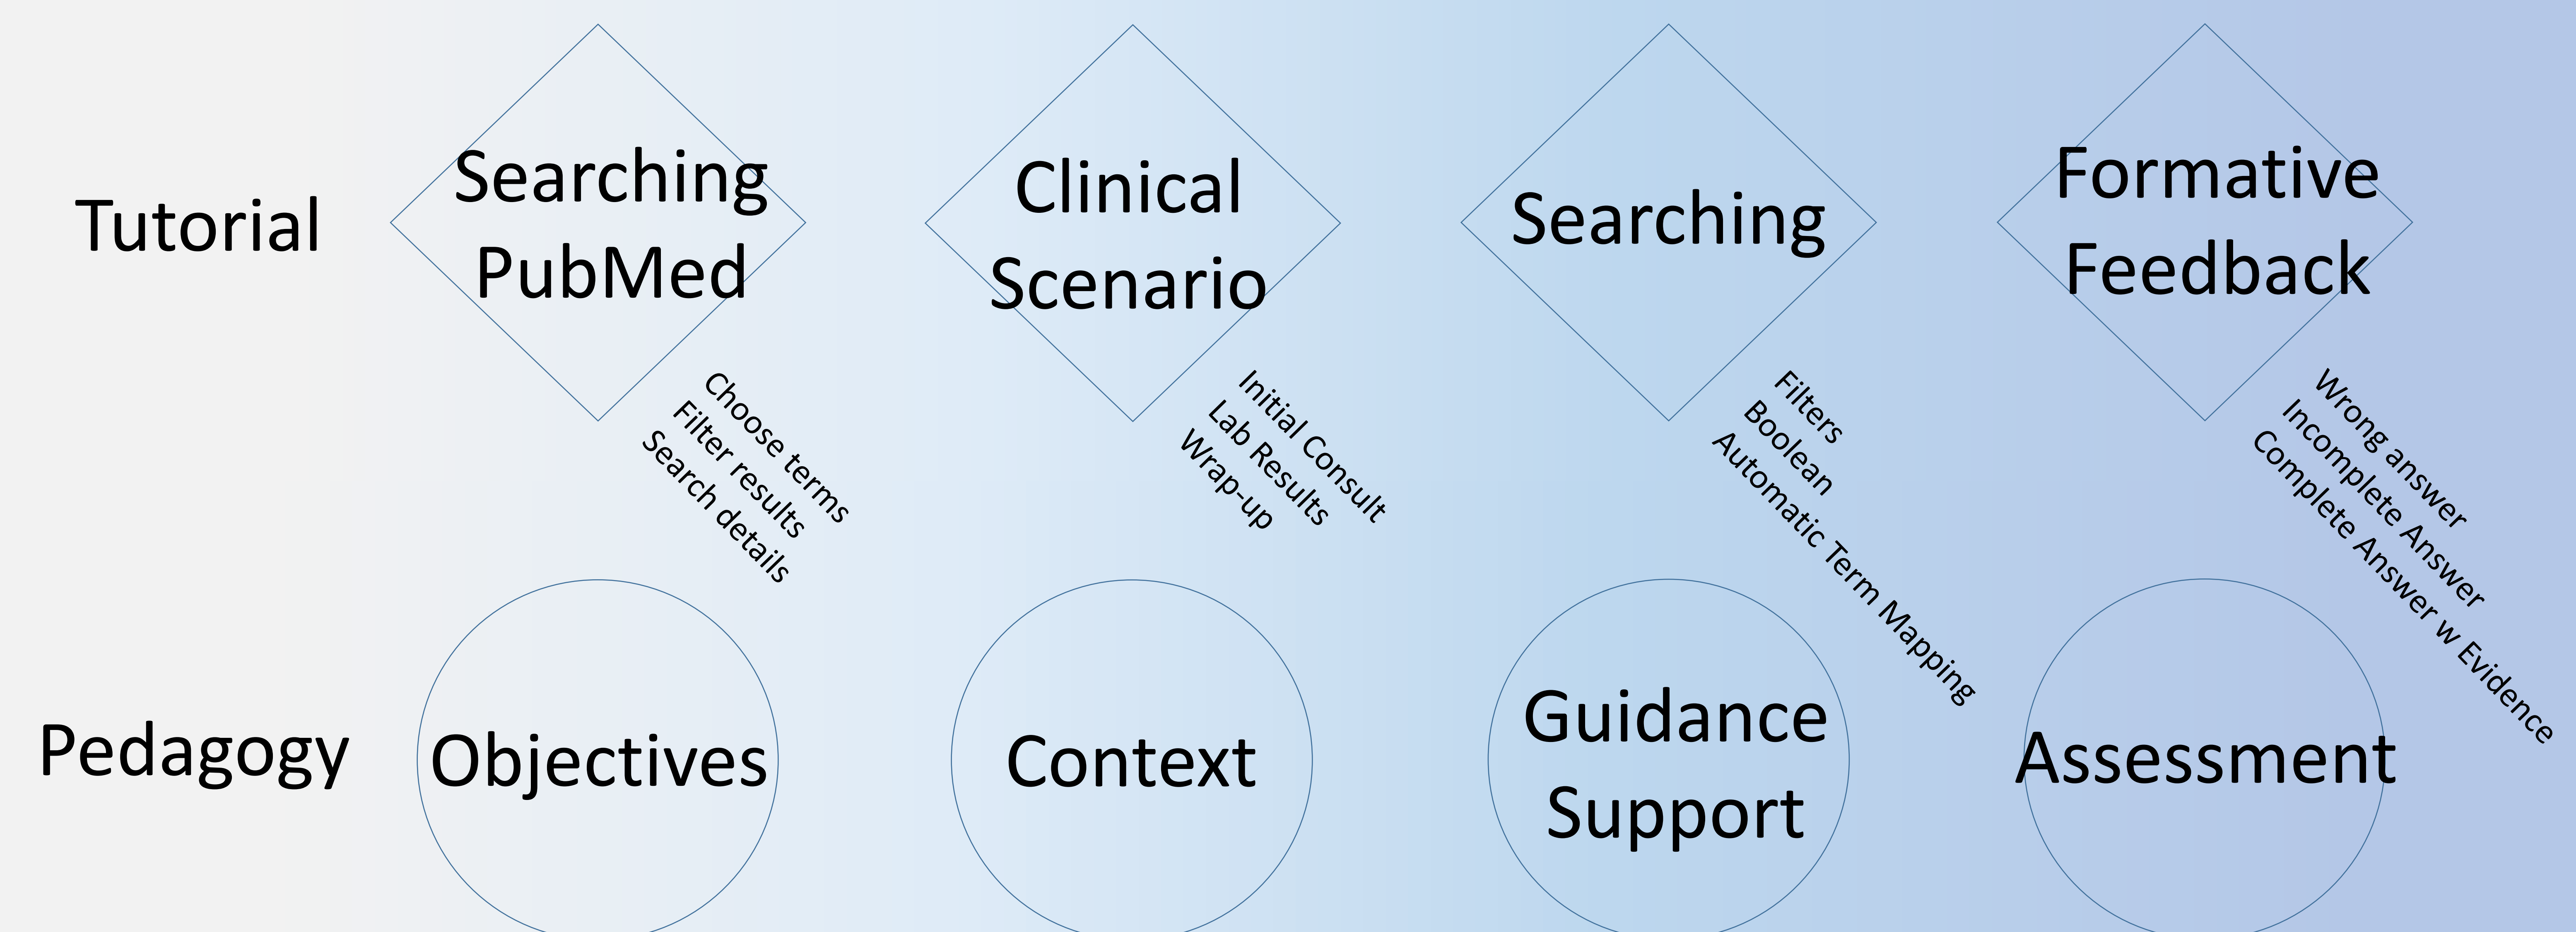 Tutorial
Searching
PubMed
Clinical
Scenario
Searching
Formative
Feedback
Choose terms
Filter results
Search details
Initial Consult
Lab Results
Wrap-up
Filters
Boolean
Automatic Term Mapping
Wrong answer
Incomplete Answer
Complete Answer w Evidence
Pedagogy
Objectives
Context
Guidance
Support
Assessment